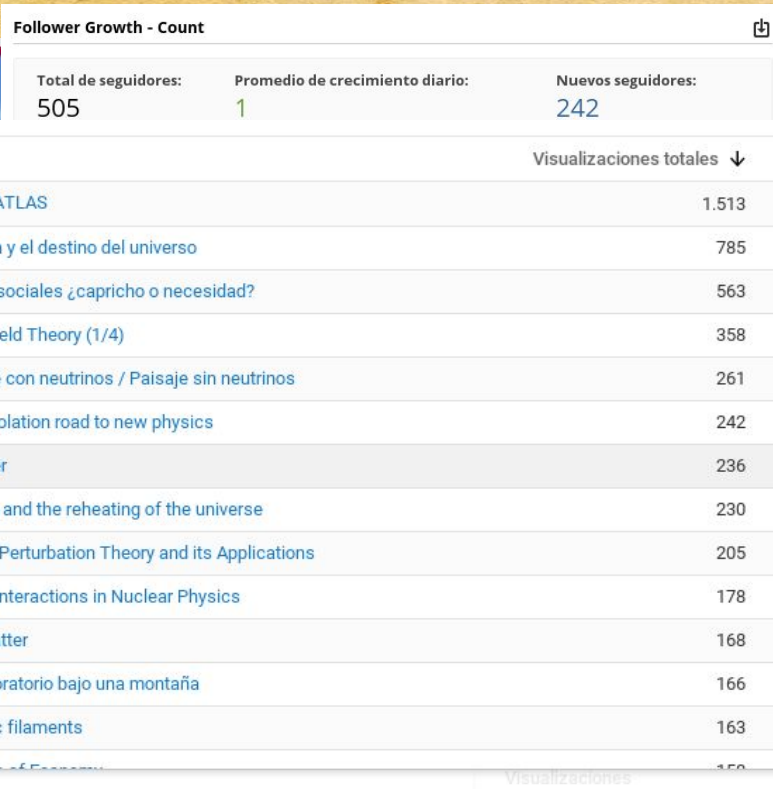 Follower Growth - Count
Total de seguidores: Promedio de crecimiento diario: Nuevos seguidores:
505 1 242
Visualizaciones totales
ATLAS 1.513
y el destino del universo 785
sociales ¿capricho o necesidad? 563
eld Theory (1/4) 358
con neutrinos / Paisaje sin neutrinos 261
olation road to new physics 242
r 236
and the reheating of the universe 230
Perturbation Theory and its Applications 205
nteractions in Nuclear Physics 178
tter 168
oratorio bajo una montaña 166
filaments 163
of Economy
Visualizaciones